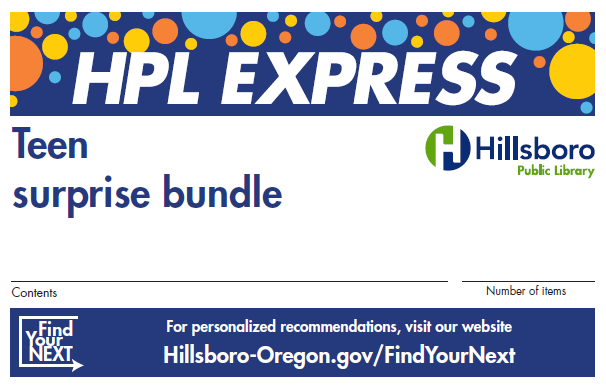 HPL EXPRESS
Teen
surprise bundle
Hillsboro
Public Library
Contents
Number of items
Find
Your
NEXT
For personalized recommendations, visit our website
Hillsboro-Oregon.gov/FindYourNext